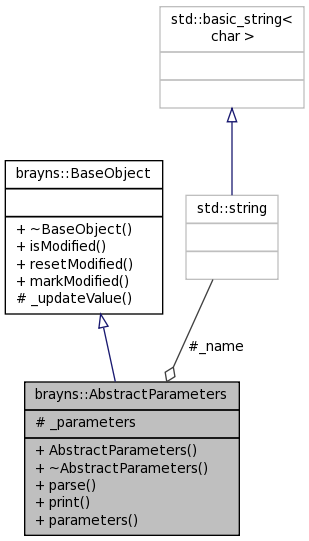 std::basic_string<
char >
brayns::BaseObject
+ ~BaseObject()
+ isModified()
+ resetModified()
+ markModified()
# _updateValue()
std::string
#_name
brayns::AbstractParameters
# _parameters
+ AbstractParameters()
+ ~AbstractParameters()
+ parse()
+ print()
+ parameters()